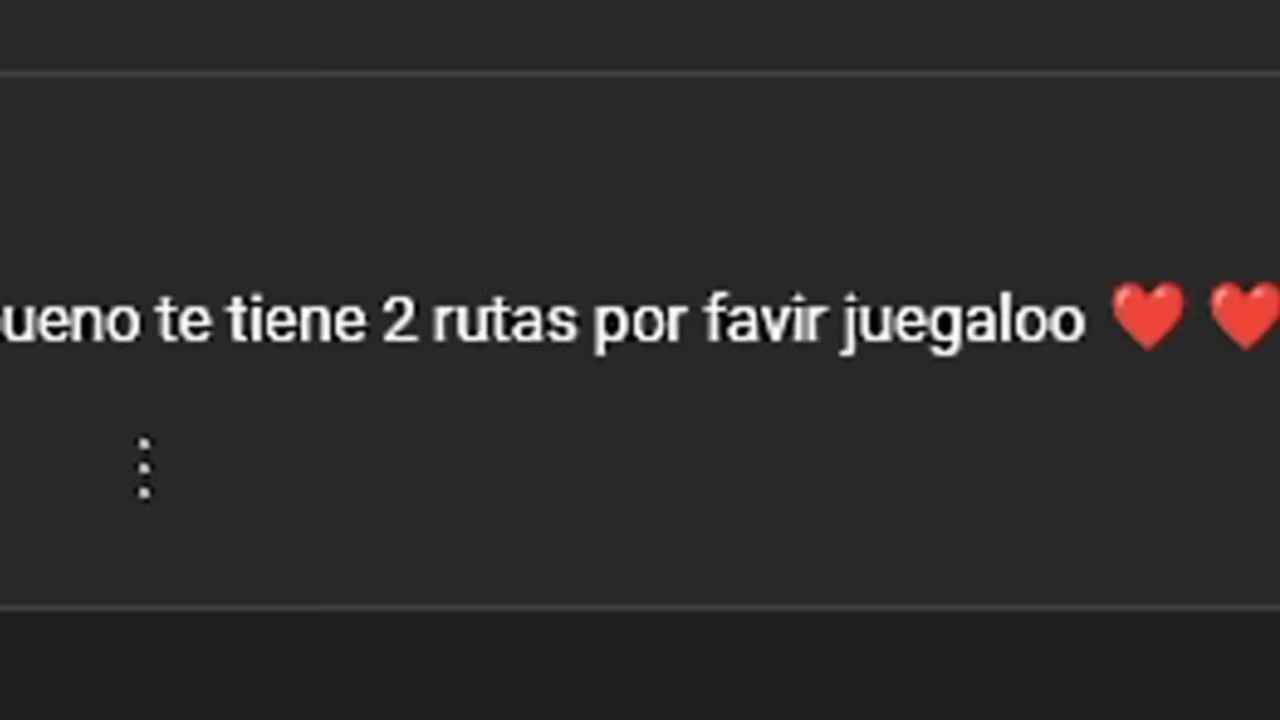 ueno te tiene 2 rutas por favir juegaloo ❤️ ❤️